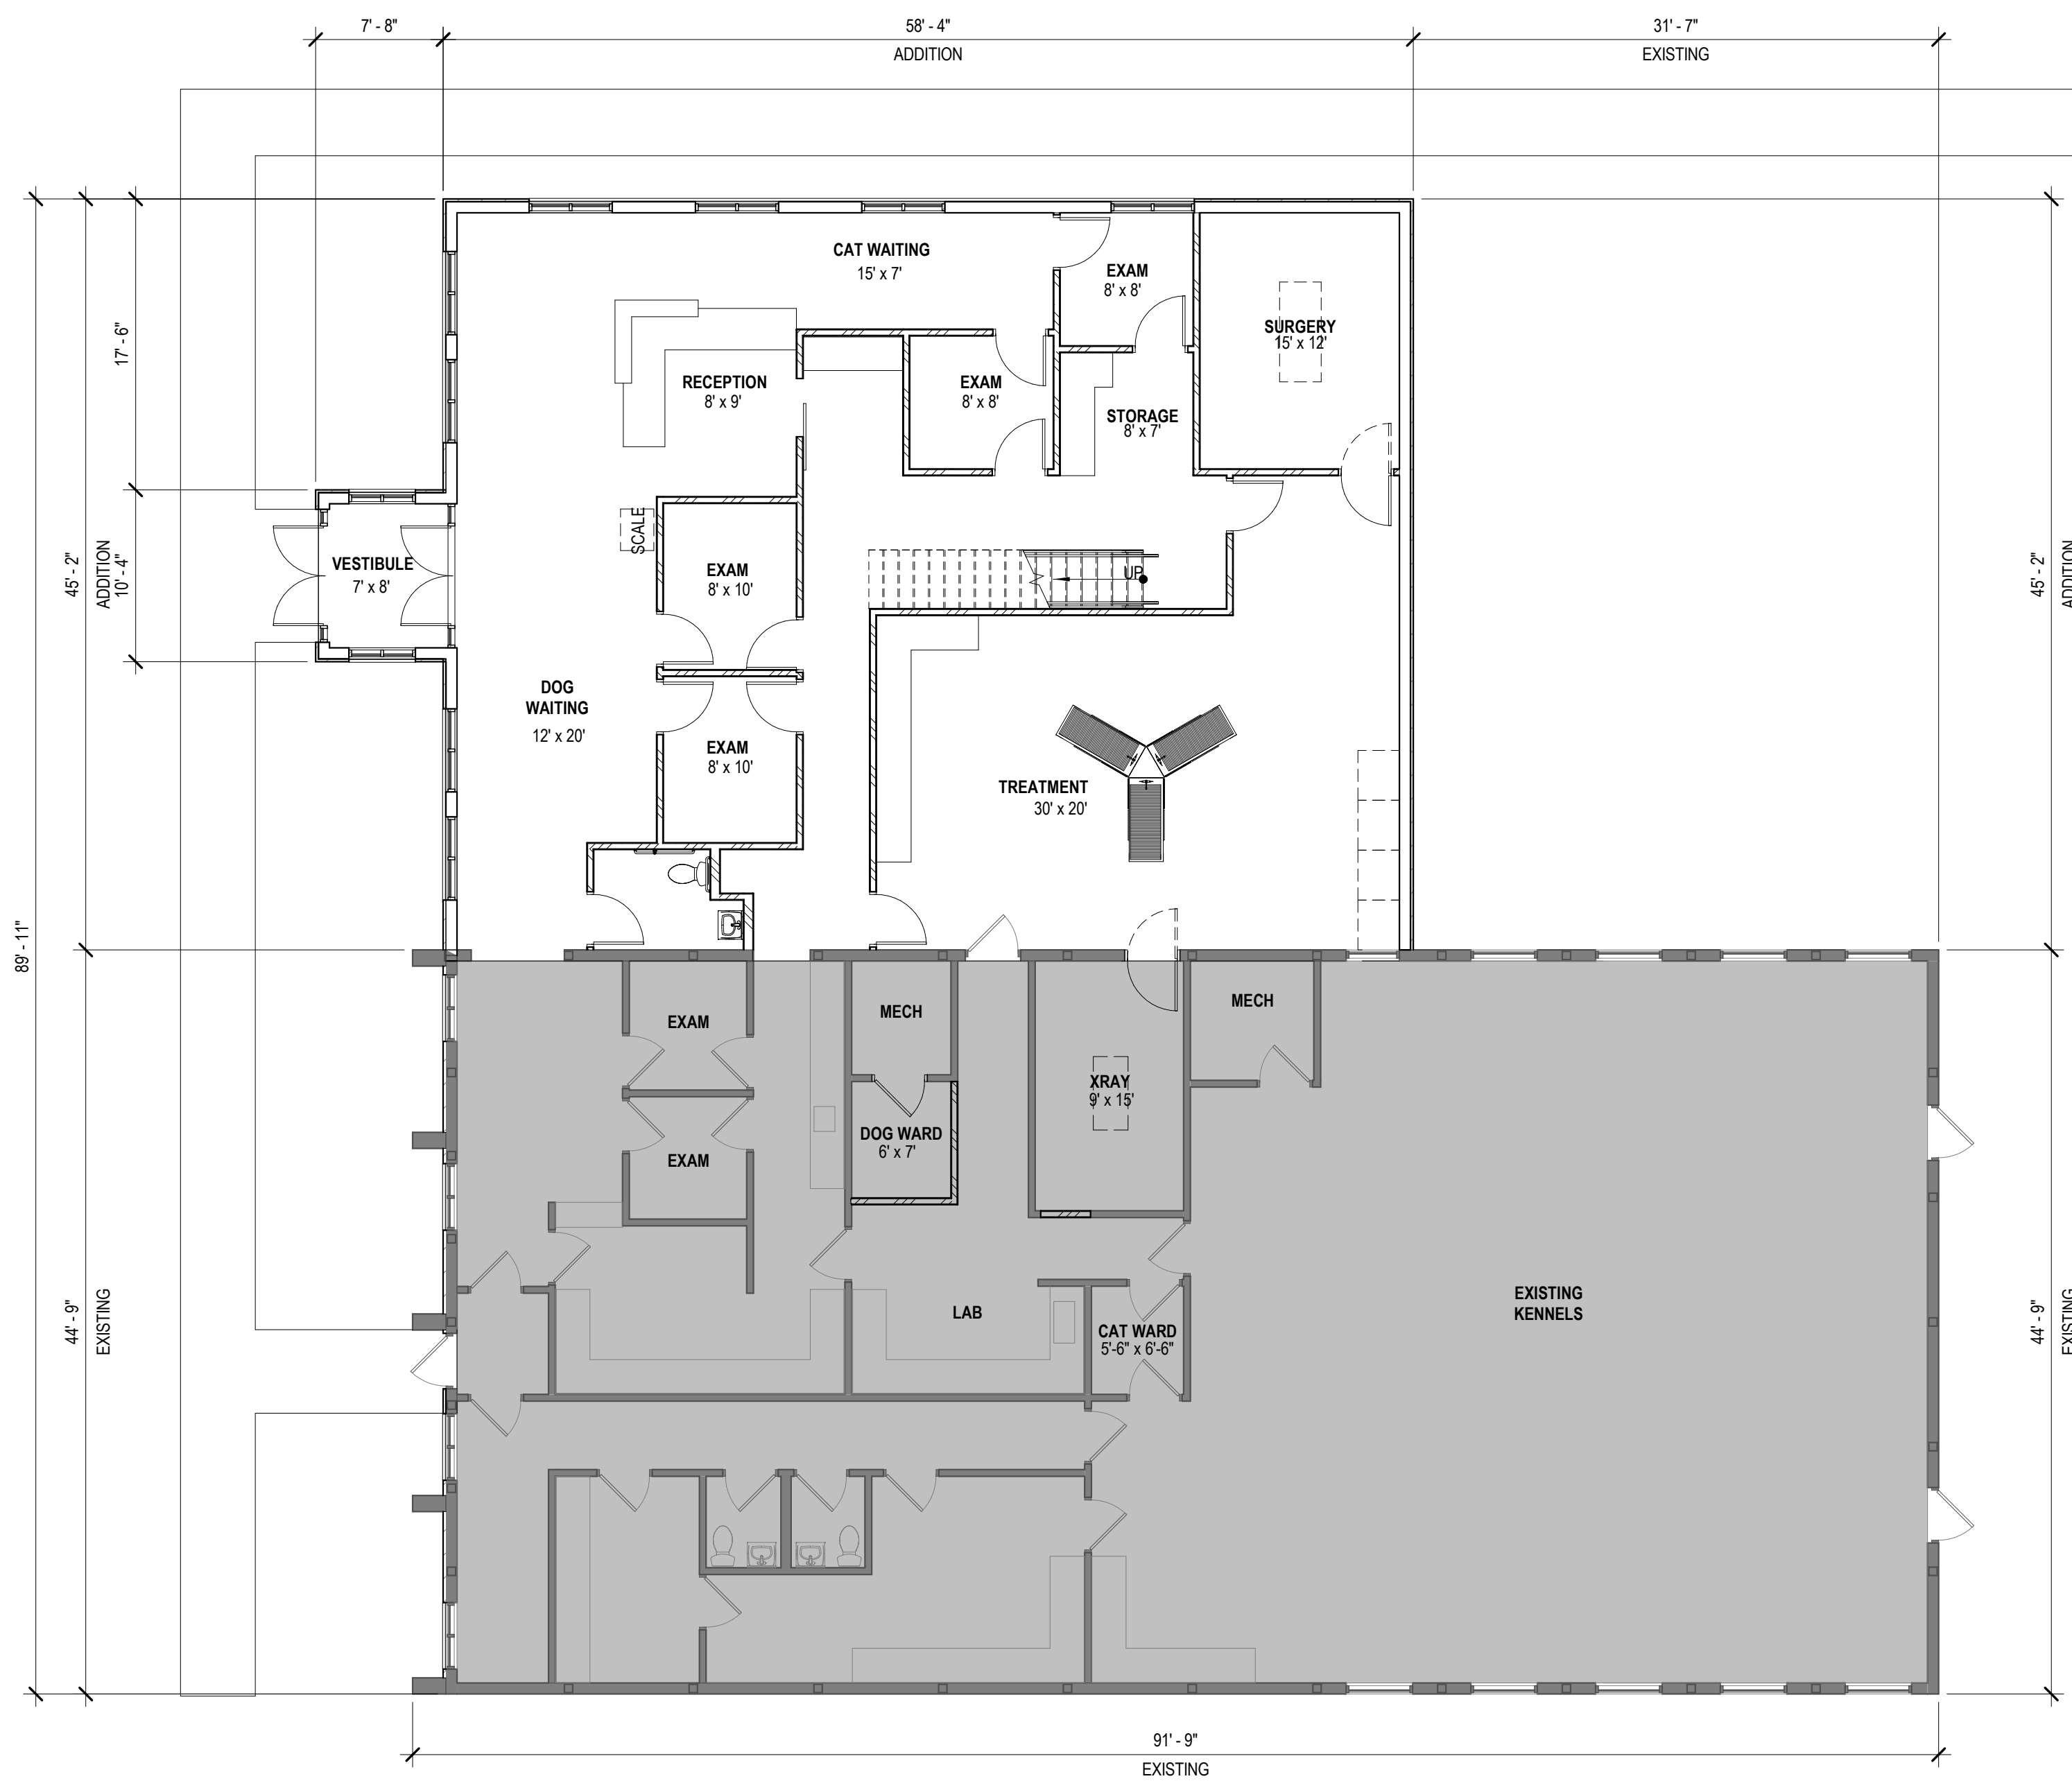 7' - 8"
58' - 4"
31' - 7"
ADDITION
EXISTING
CAT WAITING
15' x 7'
EXAM
8' x 8'
SURGERY
15' x 12'
17' - 6"
RECEPTION
8' x 9'
EXAM
8' x 8'
STORAGE
8' x 7'
SCALE
VESTIBULE
7' x 8'
EXAM
8' x 10'
UP
45' - 2"
ADDITION
10' - 4"
45' - 2"
ADDITION
DOG
WAITING
12' x 20'
EXAM
8' x 10'
TREATMENT
30' x 20'
89' - 11"
EXAM
MECH
MECH
XRAY
9' x 15'
DOG WARD
6' x 7'
EXAM
44' - 9"
EXISTING
LAB
CAT WARD
5'-6" x 6'-6"
EXISTING
KENNELS
44' - 9"
EXISTING
91' - 9"
EXISTING